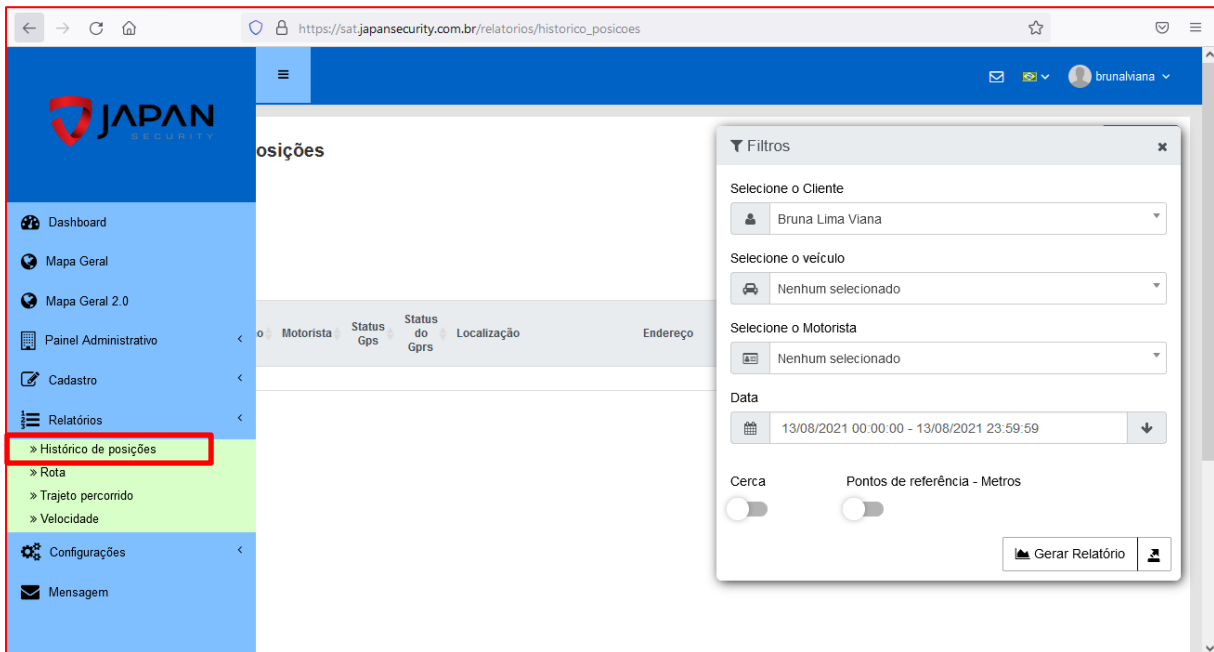 https://sat.japansecurity.com.br/relatorios/historico_posicoes
brunalviana
JAPAN
SECURITY
osições
Dashboard
Mapa Geral
Mapa Geral 2.0
Painel Administrativo
Cadastro
Relatórios
» Histórico de posições
» Rota
» Trajeto percorrido
» Velocidade
Configurações
Mensagem
o Motorista Status Gps Status do Gprs Localização Endereço
Filtros
Selecione o Cliente
Bruna Lima Viana
Selecione o veículo
Nenhum selecionado
Selecione o Motorista
Nenhum selecionado
Data
13/08/2021 00:00:00 - 13/08/2021 23:59:59
Cerca Pontos de referência - Metros
Gerar Relatório